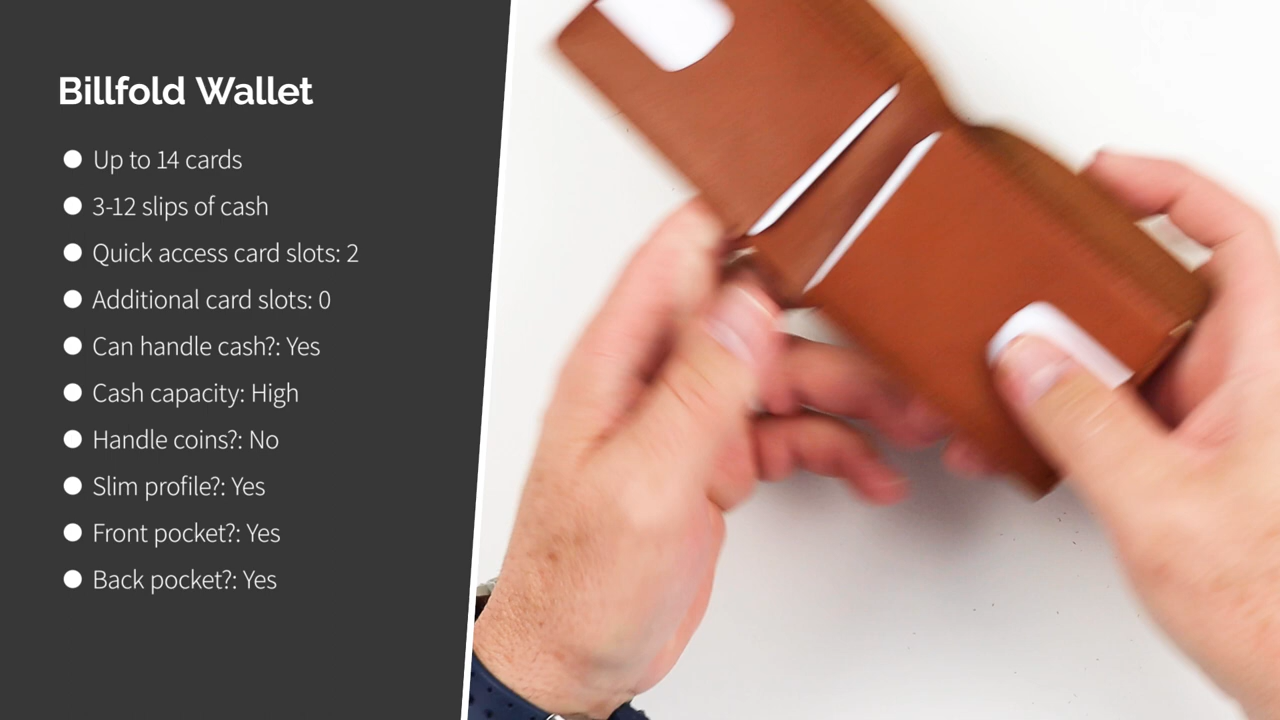 Billfold Wallet
Up to 14 cards
3-12 slips of cash
Quick access card slots: 2
Additional card slots: 0
Can handle cash?: Yes
Cash capacity: High
Handle coins?: No
Slim profile?: Yes
Front pocket?: Yes
Back pocket?: Yes